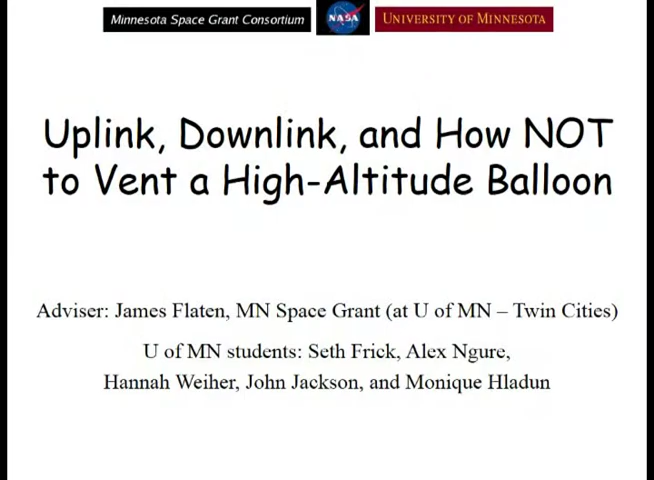 Minnesota Space Grant Consortium NASA UNIVERSITY OF MINNESOTA
Uplink, Downlink, and How NOT
to Vent a High-Altitude Balloon
Adviser: James Flaten, MN Space Grant (at U of MN – Twin Cities)
U of MN students: Seth Frick, Alex Ngure,
Hannah Weiher, John Jackson, and Monique Hladun